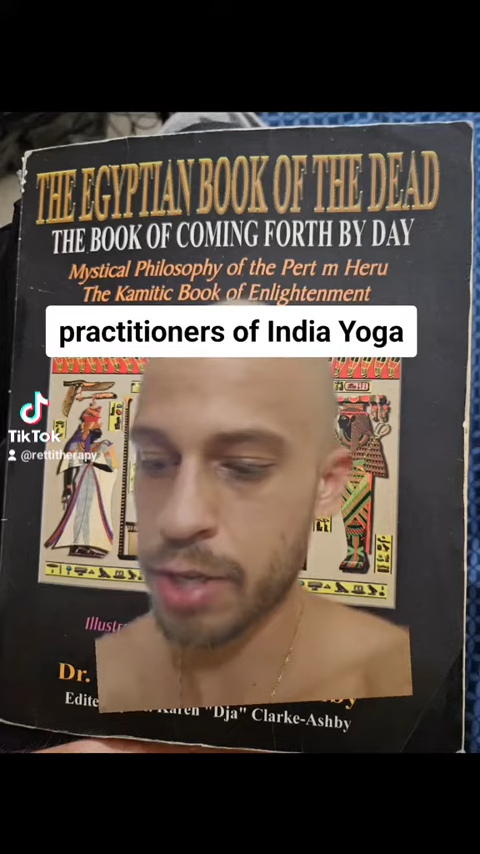 THE EGYPTIAN BOOK OF THE DEAD
THE BOOK OF COMING FORTH BY DAY
Mystical Philosophy of the Pert m Heru
The Kamitic Book of Enlightenment
practitioners of India Yoga
TikTok
@rettitherapy
Dr.
Karen "Dja" Clarke-Ashby